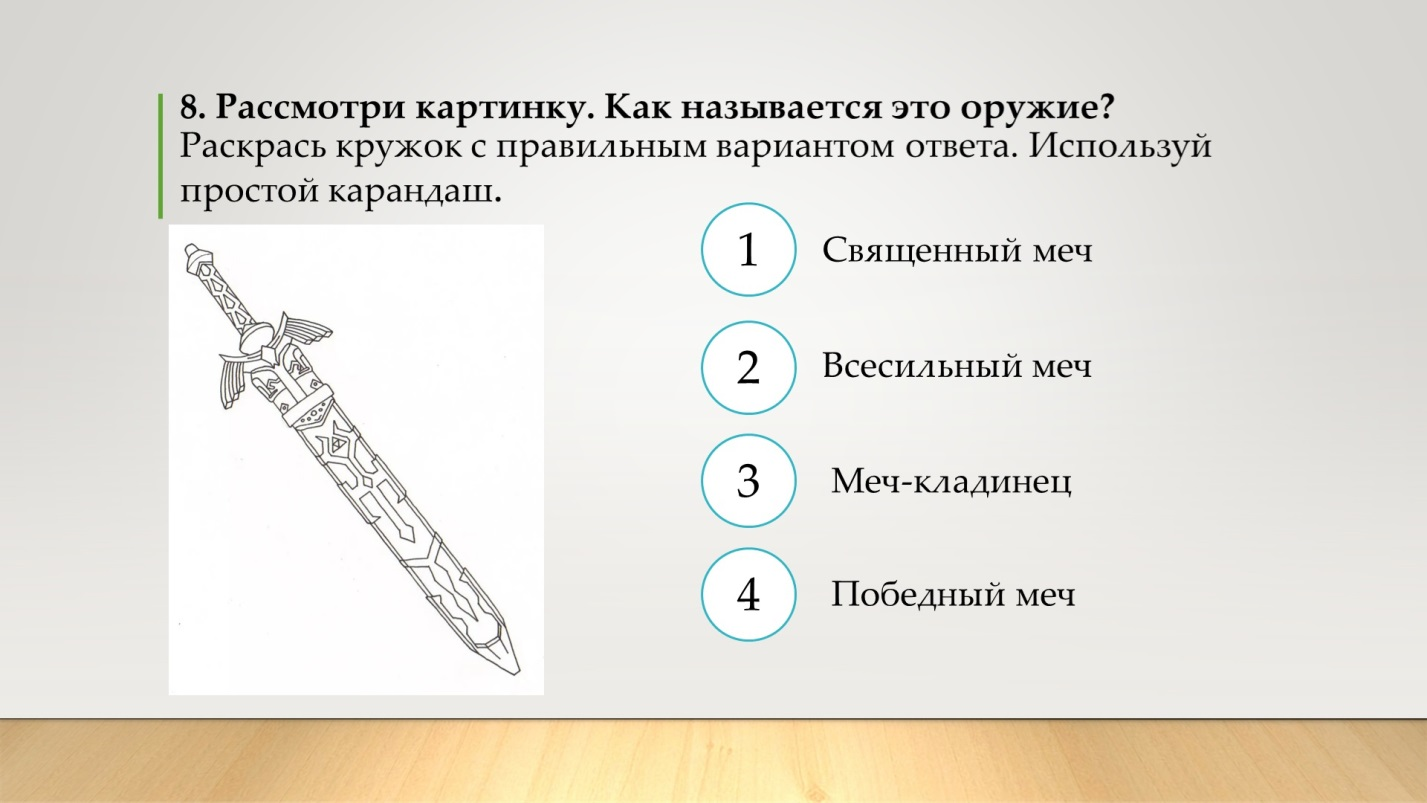 8. Рассмотри картинку. Как называется это оружие?
Раскрась кружок с правильным вариантом ответа. Используй
простой карандаш.
1 Священный меч
2 Всесильный меч
3 Меч-кладинец
4 Победный меч